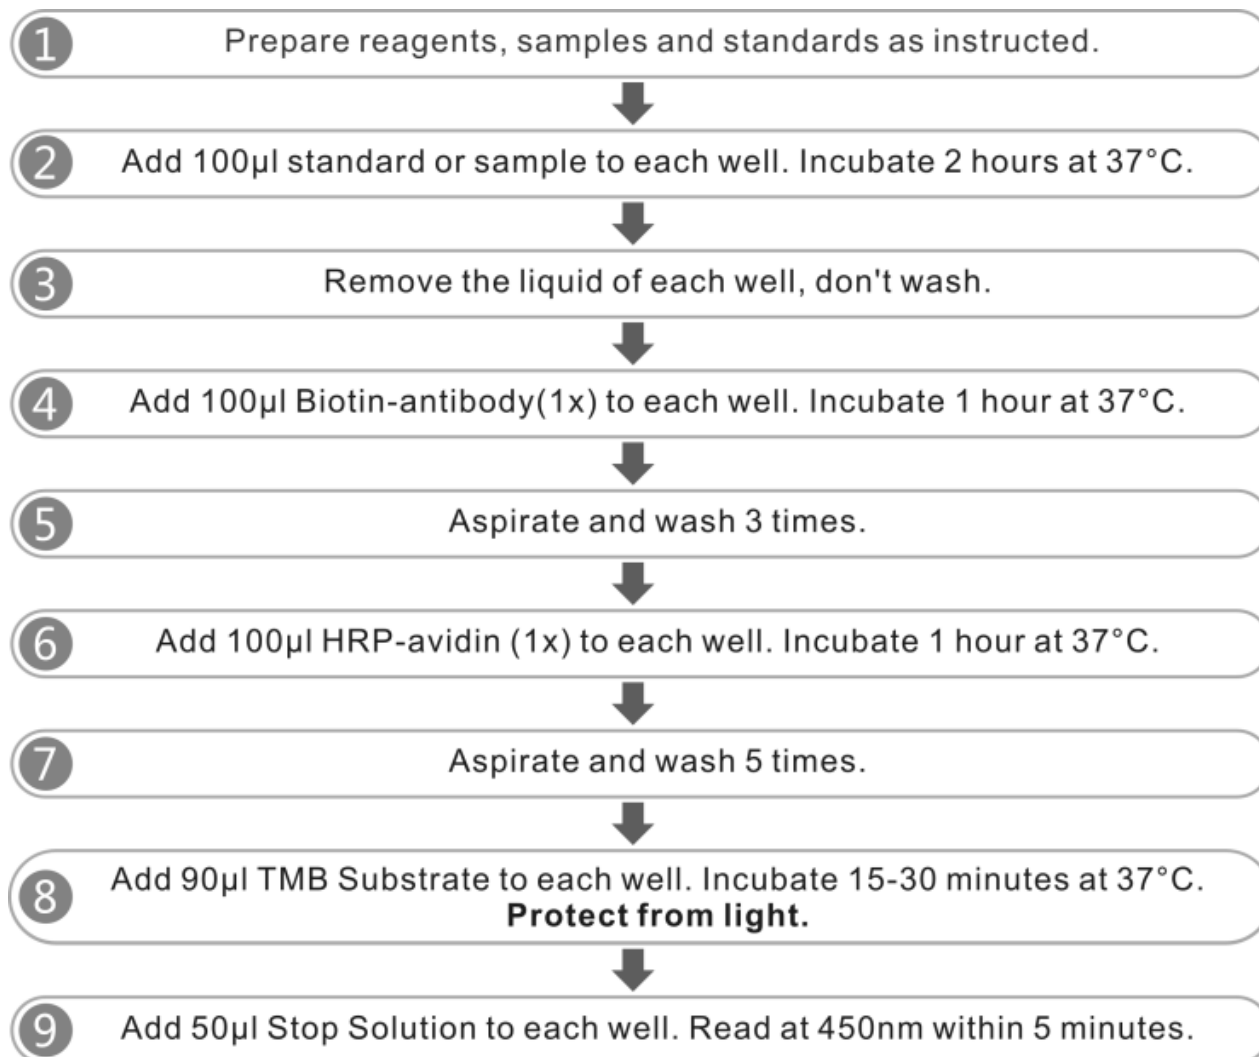 1 Prepare reagents, samples and standards as instructed.
2 Add 100µl standard or sample to each well. Incubate 2 hours at 37°C.
3 Remove the liquid of each well, don't wash.
4 Add 100µl Biotin-antibody(1x) to each well. Incubate 1 hour at 37°C.
5 Aspirate and wash 3 times.
6 Add 100µl HRP-avidin (1x) to each well. Incubate 1 hour at 37°C.
7 Aspirate and wash 5 times.
8 Add 90µl TMB Substrate to each well. Incubate 15-30 minutes at 37°C.
Protect from light.
9 Add 50µl Stop Solution to each well. Read at 450nm within 5 minutes.